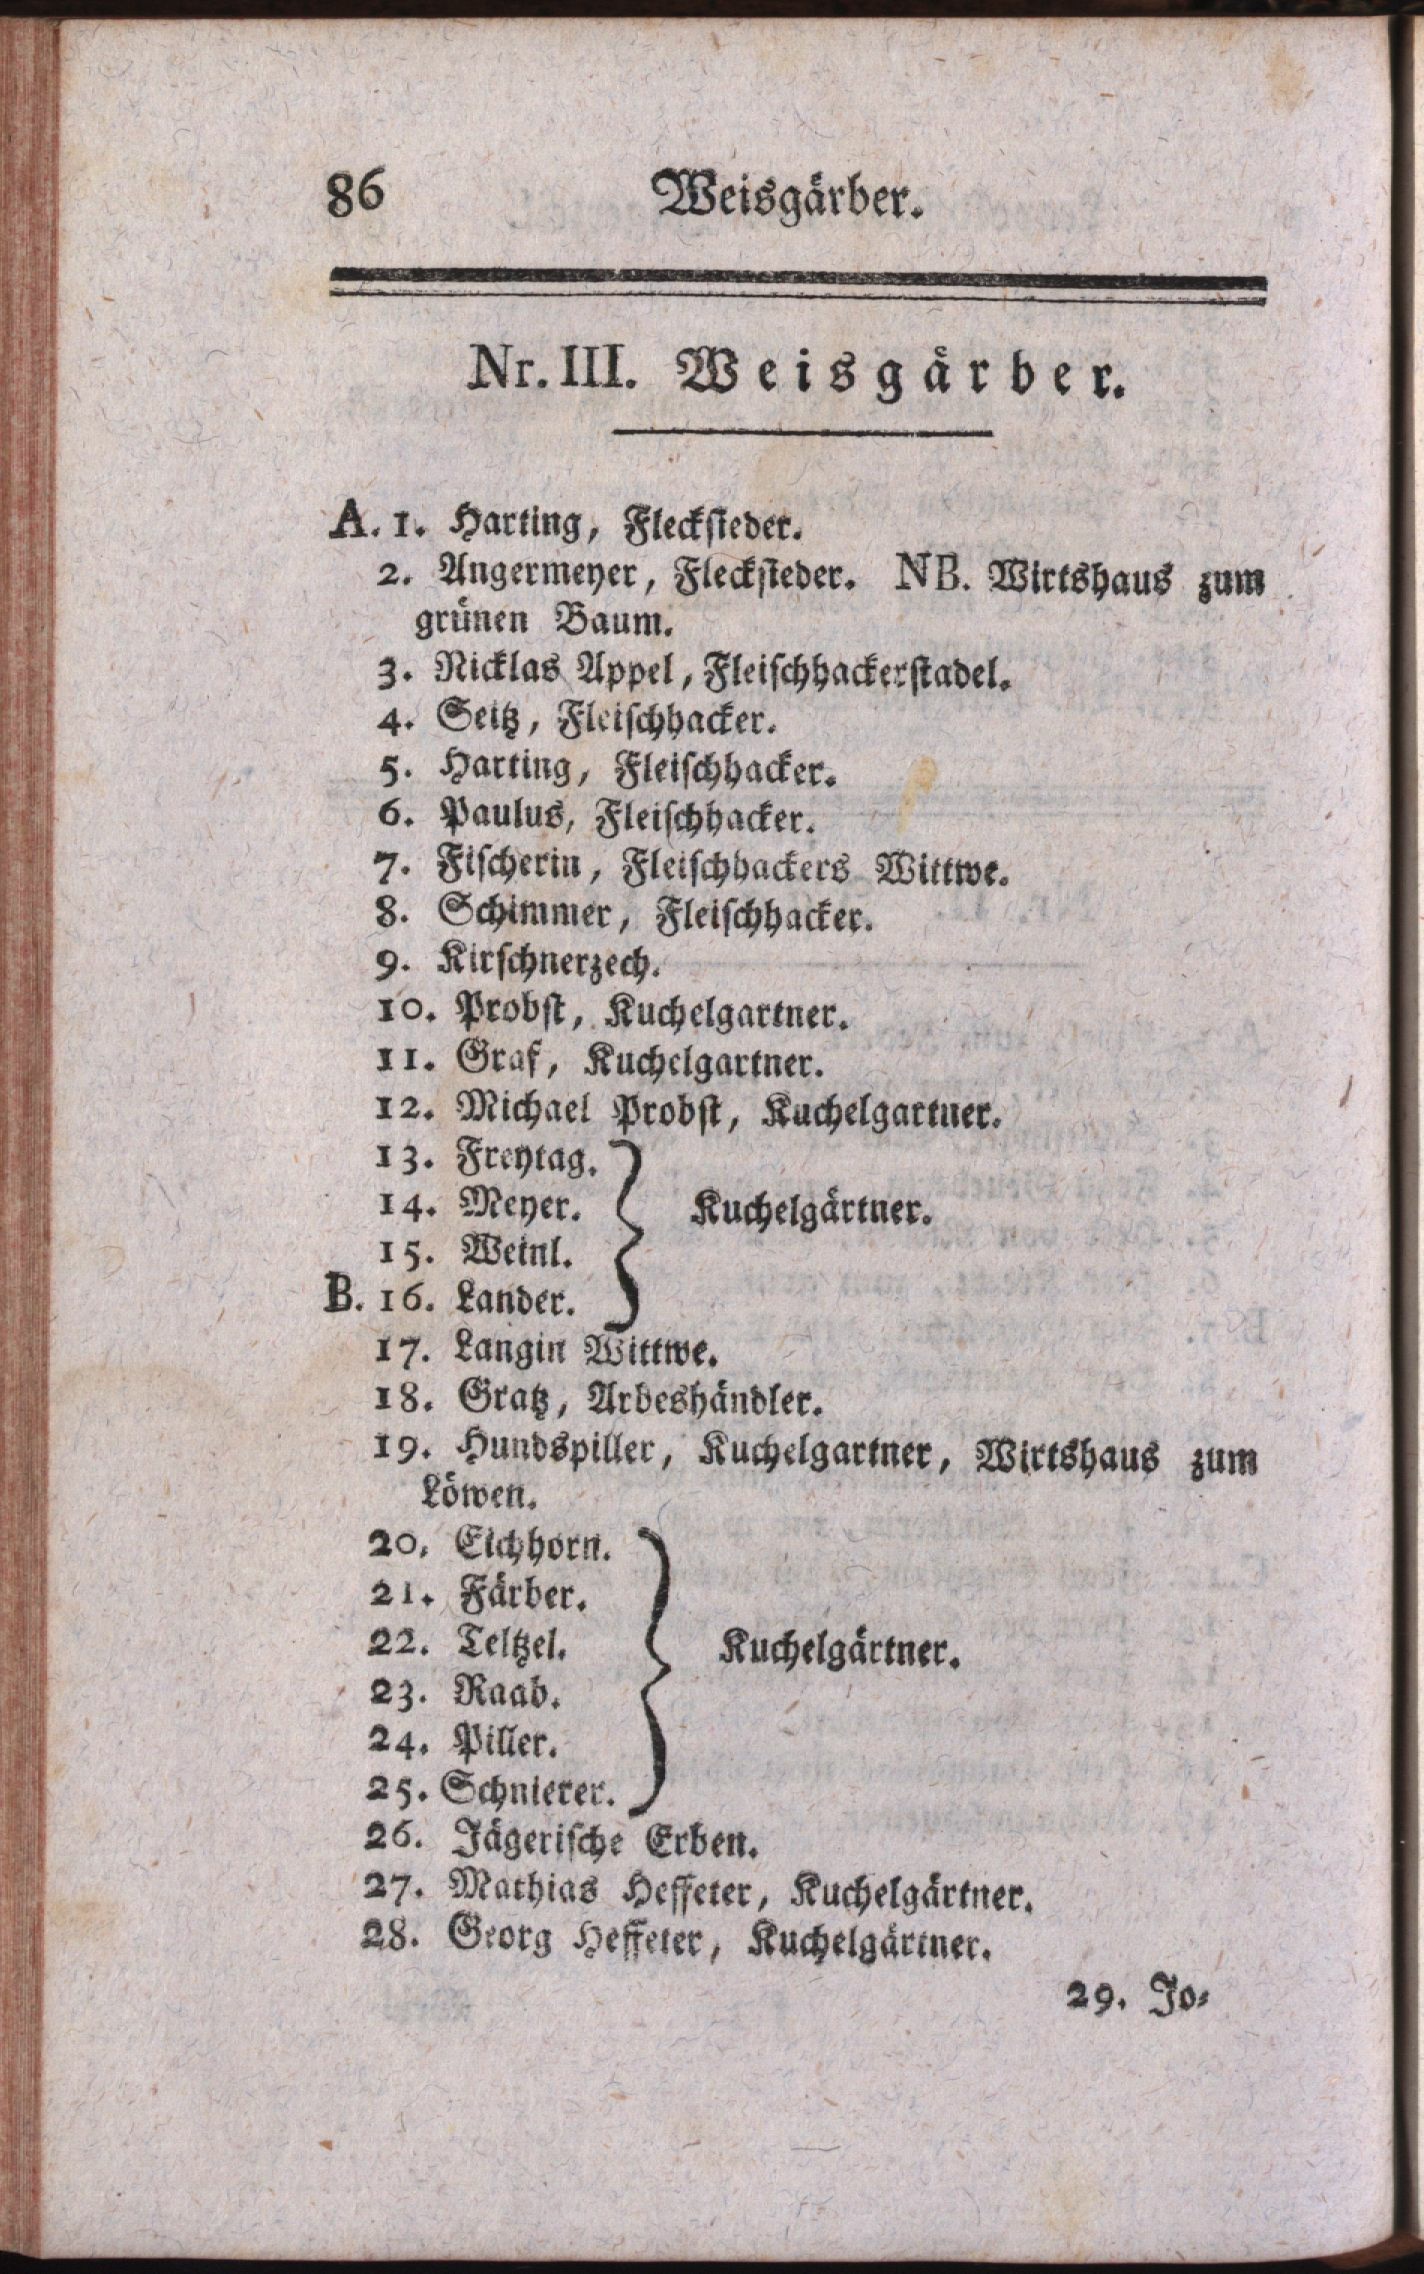 86 Weisgärber.
Nr. III. Weisgärber.
A. 1. Harting, Flecksieder.
2. Angermeyer, Flecksieder. NB. Wirtshaus zum
grünen Baum.
3. Nicklas Appel, Fleischhackerstadel.
4. Seitz, Fleischhacker.
5. Harting, Fleischhacker.
6. Paulus, Fleischhacker.
7. Fischerin, Fleischhackers Wittwe.
8. Schimmer, Fleischhacker.
9. Kirschnerzech.
10. Probst, Kuchelgartner.
11. Graf, Kuchelgartner.
12. Michael Probst, Kuchelgartner.
13. Freytag.
14. Meyer. Kuchelgärtner.
15. Weinl.
B. 16. Lander.
17. Langin Wittwe.
18. Gratz, Arbeshändler.
19. Hundspiller, Kuchelgartner, Wirtshaus zum
Löwen.
20. Eichhorn.
21. Färber.
22. Teltzel. Kuchelgärtner.
23. Raab.
24. Piller.
25. Schnierer.
26. Jägerische Erben.
27. Mathias Heffeter, Kuchelgärtner.
28. Georg Heffeter, Kuchelgärtner.
29. Jo-